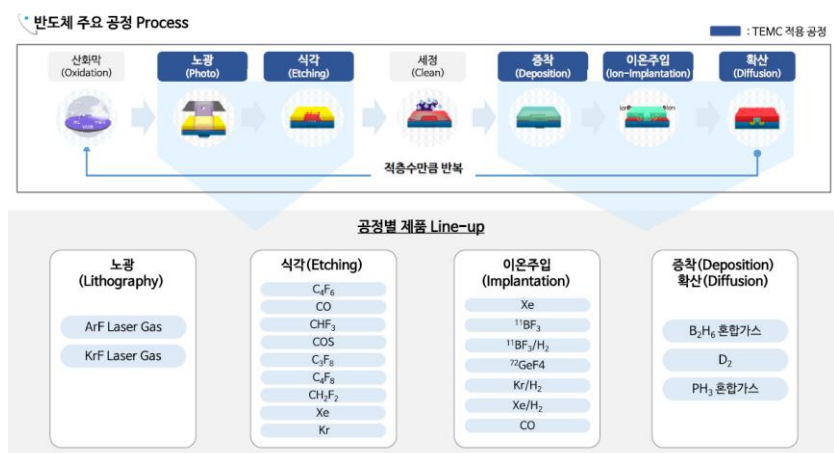 반도체 주요 공정 Process
: TEMC 적용 공정
산화막
(Oxidation)
노광
(Photo)
식각
(Etching)
세정
(Clean)
증착
(Deposition)
이온주입
(Ion-Implantation)
확산
(Diffusion)
적층수만큼 반복
공정별 제품 Line-up
노광
(Lithography)
ArF Laser Gas
KrF Laser Gas
식각(Etching)
C₄F₆
CO
CHF₃
COS
C₃F₈
C₄F₈
CH₂F₂
Xe
Kr
이온주입
(Implantation)
Xe
¹¹BF₃
¹¹BF₃/H₂
⁷²GeF4
Kr/H₂
Xe/H₂
CO
증착(Deposition)
확산(Diffusion)
B₂H₆ 혼합가스
D₂
PH₃ 혼합가스